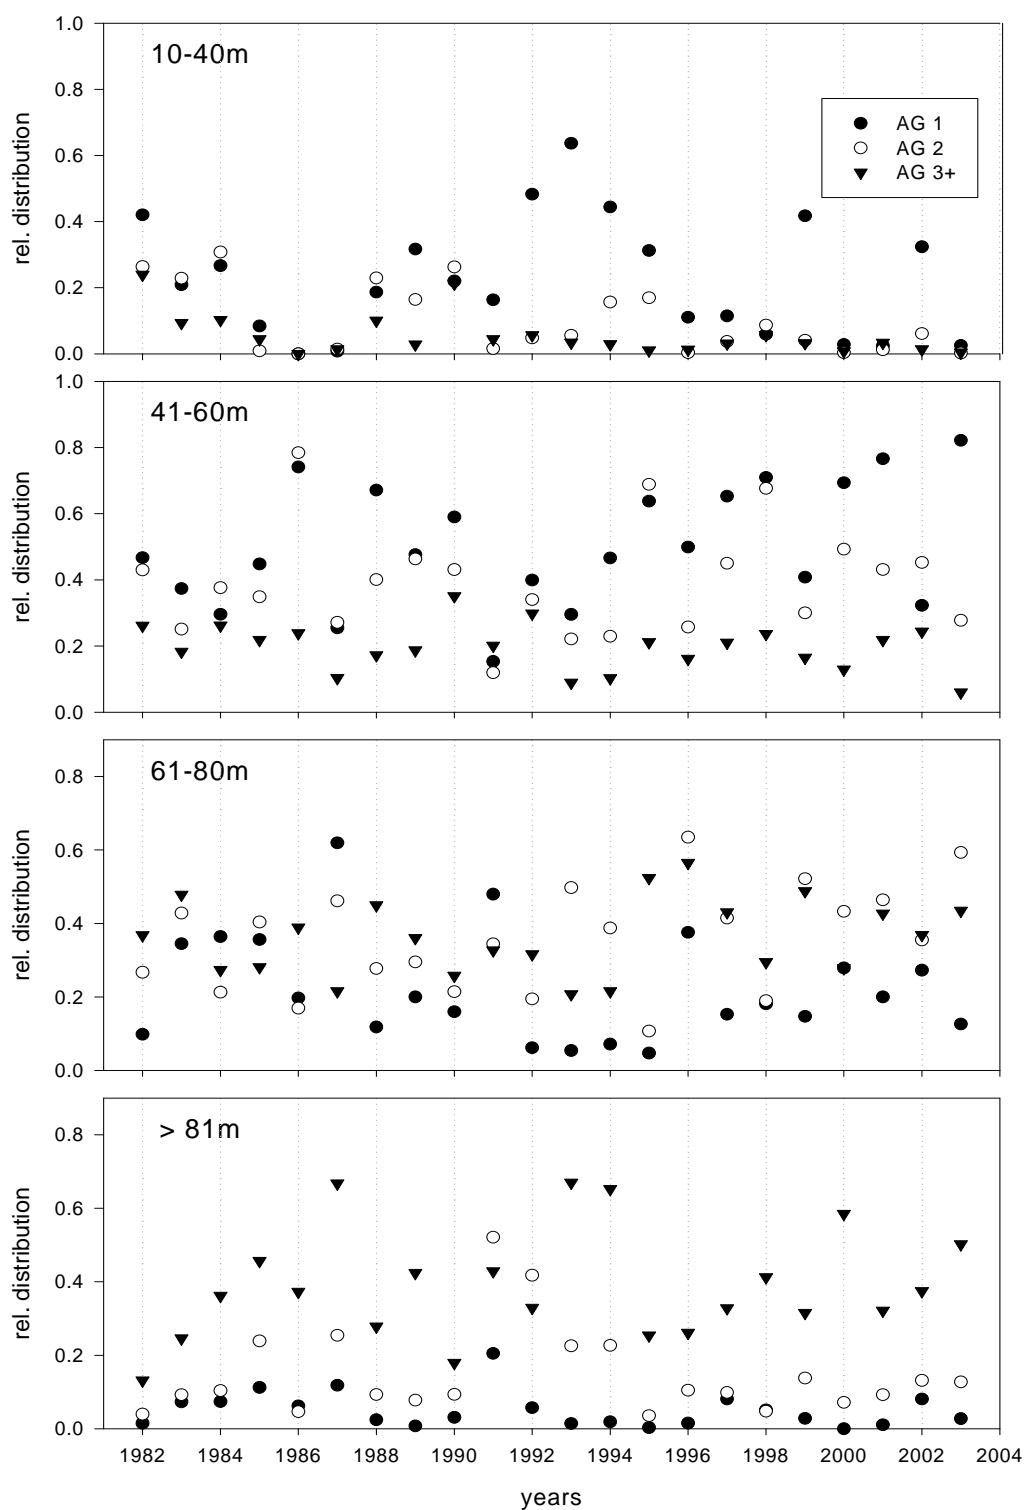 1.0
10-40m
0.8
AG 1
AG 2
AG 3+
0.6
0.4
0.2
0.0
rel. distribution
1.0
41-60m
0.8
0.6
0.4
0.2
0.0
rel. distribution
61-80m
0.8
0.6
0.4
0.2
0.0
rel. distribution
> 81m
0.8
0.6
0.4
0.2
0.0
rel. distribution
1982 1984 1986 1988 1990 1992 1994 1996 1998 2000 2002 2004
years